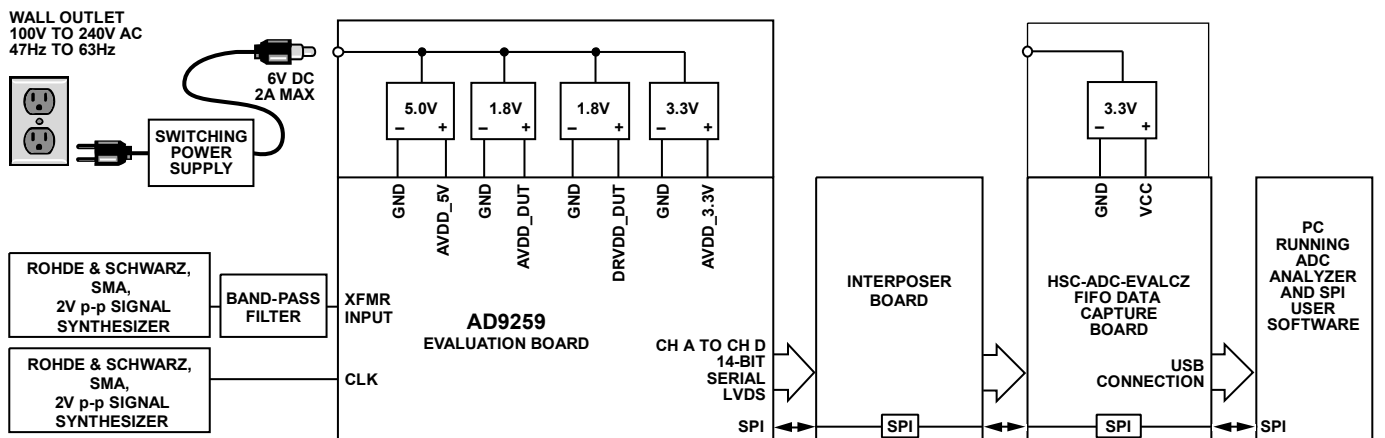 WALL OUTLET
100V TO 240V AC
47Hz TO 63Hz
6V DC
2A MAX
SWITCHING
POWER
SUPPLY
5.0V
– +
1.8V
– +
1.8V
– +
3.3V
– +
3.3V
– +
GND
AVDD_5V
GND
AVDD_DUT
GND
DRVDD_DUT
GND
AVDD_3.3V
GND
VCC
ROHDE & SCHWARZ,
SMA,
2V p-p SIGNAL
SYNTHESIZER
BAND-PASS
FILTER
XFMR
INPUT
AD9259
EVALUATION BOARD
ROHDE & SCHWARZ,
SMA,
2V p-p SIGNAL
SYNTHESIZER
CLK
CH A TO CH D
14-BIT
SERIAL
LVDS
SPI
INTERPOSER
BOARD
SPI
HSC-ADC-EVALCZ
FIFO DATA
CAPTURE
BOARD
USB
CONNECTION
SPI
PC
RUNNING
ADC
ANALYZER
AND SPI
USER
SOFTWARE
SPI